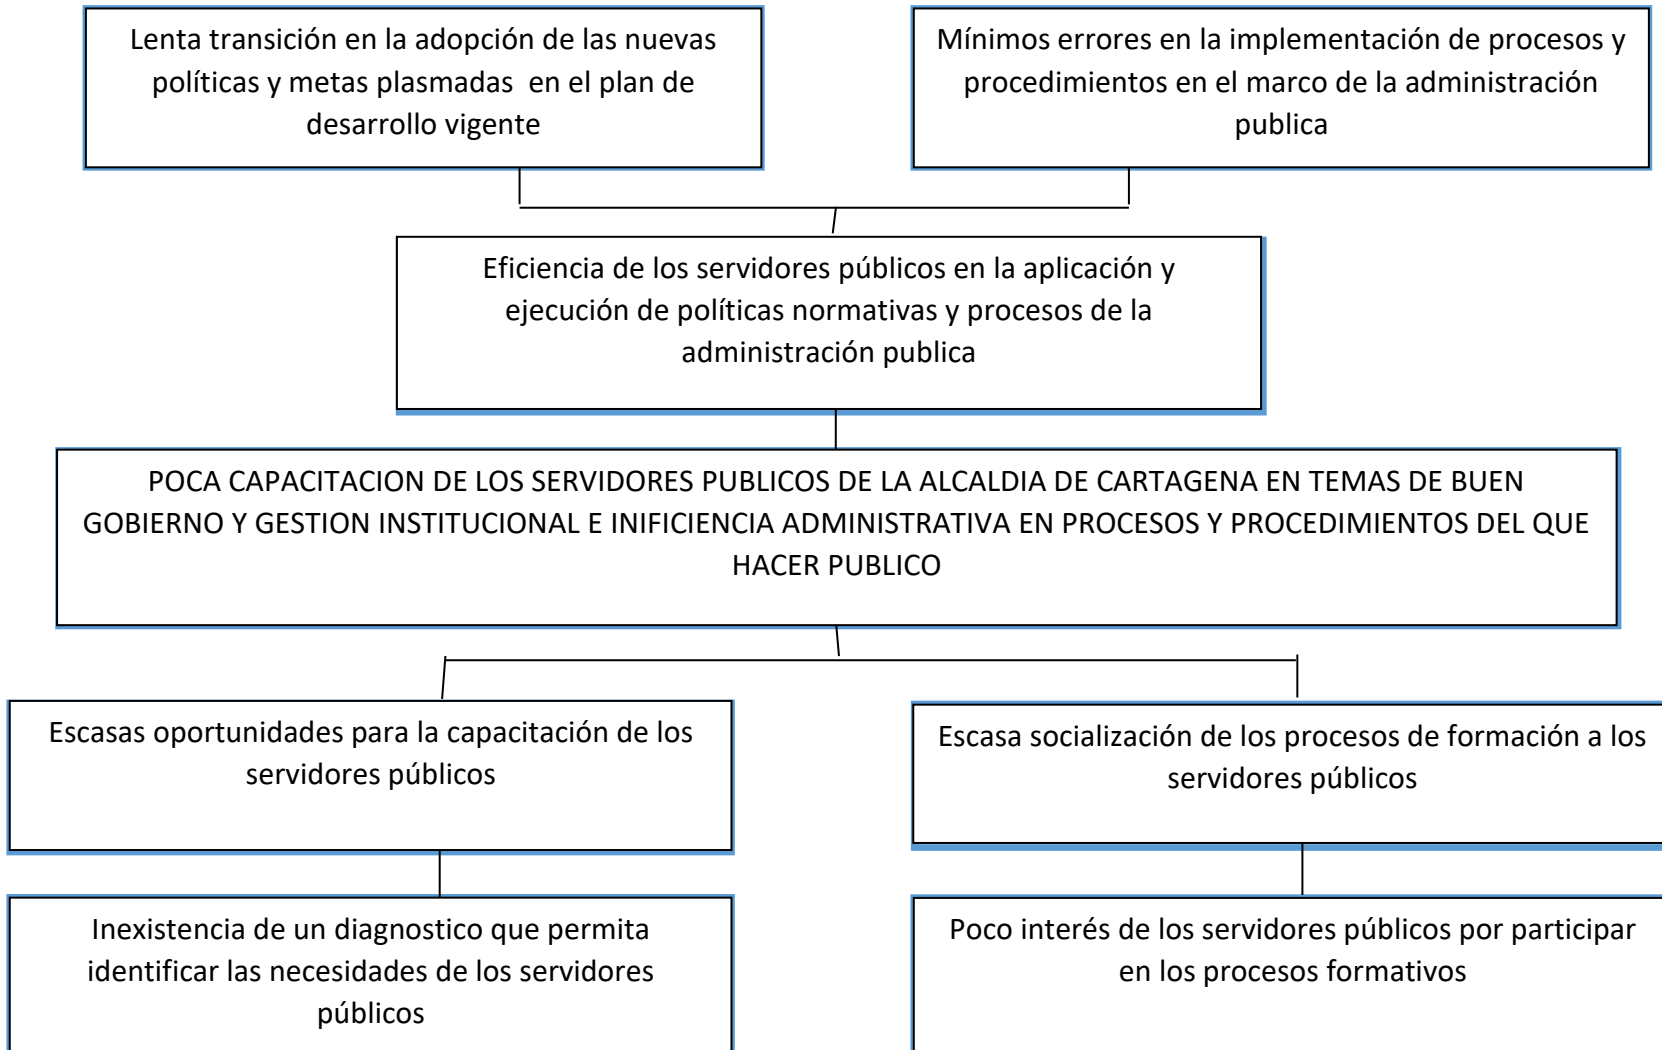 Lenta transición en la adopción de las nuevas
políticas y metas plasmadas  en el plan de
desarrollo vigente
Mínimos errores en la implementación de procesos y
procedimientos en el marco de la administración
publica
Eficiencia de los servidores públicos en la aplicación y
ejecución de políticas normativas y procesos de la
administración publica
POCA CAPACITACION DE LOS SERVIDORES PUBLICOS DE LA ALCALDIA DE CARTAGENA EN TEMAS DE BUEN
GOBIERNO Y GESTION INSTITUCIONAL E INIFICIENCIA ADMINISTRATIVA EN PROCESOS Y PROCEDIMIENTOS DEL QUE
HACER PUBLICO
Escasas oportunidades para la capacitación de los
servidores públicos
Escasa socialización de los procesos de formación a los
servidores públicos
Inexistencia de un diagnostico que permita
identificar las necesidades de los servidores
públicos
Poco interés de los servidores públicos por participar
en los procesos formativos